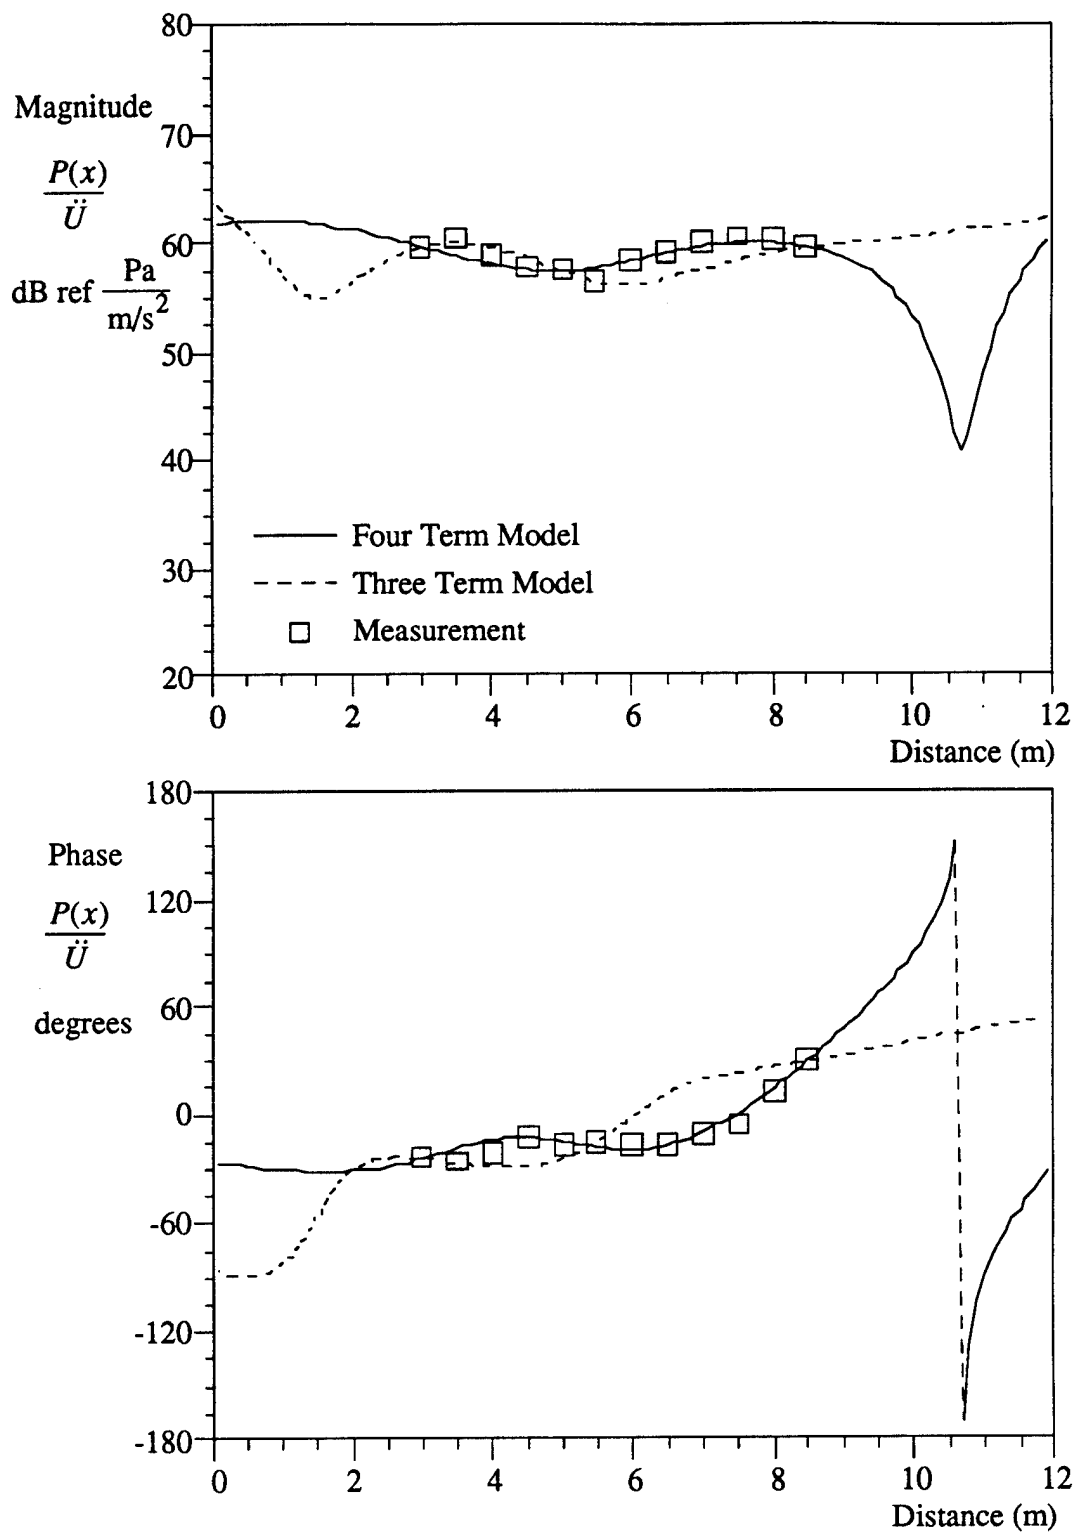 80
Magnitude
70
P(x)
Ü
60
dB ref Pa
m/s2
50
40
Four Term Model
30
Three Term Model
Measurement
20
0 2 4 6 8 10 12
Distance (m)
180
Phase
120
P(x)
Ü
60
degrees
0
-60
-120
-180
0 2 4 6 8 10 12
Distance (m)